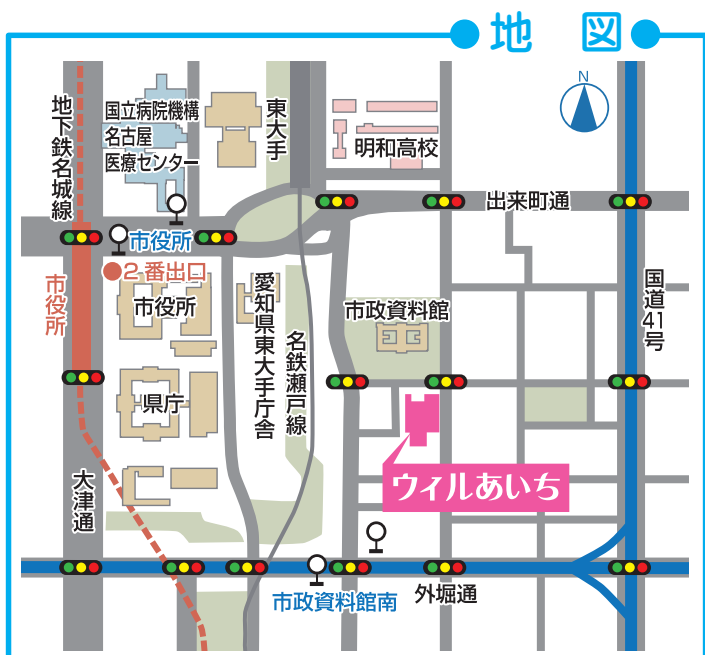 地 図
N
地下鉄名城線
国立病院機構
名古屋
医療センター
東大手
明和高校
出来町通
市役所
2番出口
市役所
市役所
愛知県東大手庁舎
名鉄瀬戸線
市政資料館
国道41号
県庁
ウィルあいち
大津通
市政資料館南
外堀通